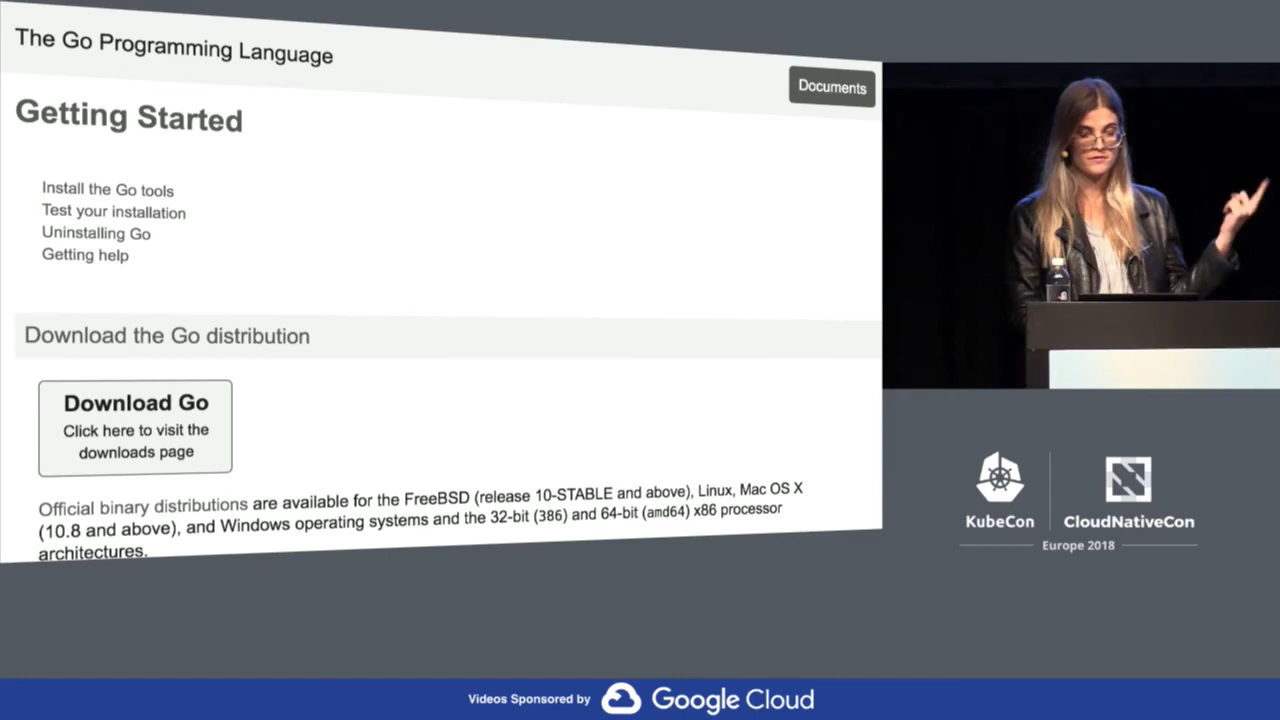 The Go Programming Language
Documents
Getting Started
Install the Go tools
Test your installation
Uninstalling Go
Getting help
Download the Go distribution
Download Go
Click here to visit the
downloads page
Official binary distributions are available for the FreeBSD (release 10-STABLE and above), Linux, Mac OS X
(10.8 and above), and Windows operating systems and the 32-bit (386) and 64-bit (amd64) x86 processor
architectures.
KubeCon
CloudNativeCon
Europe 2018
Videos Sponsored by Google Cloud